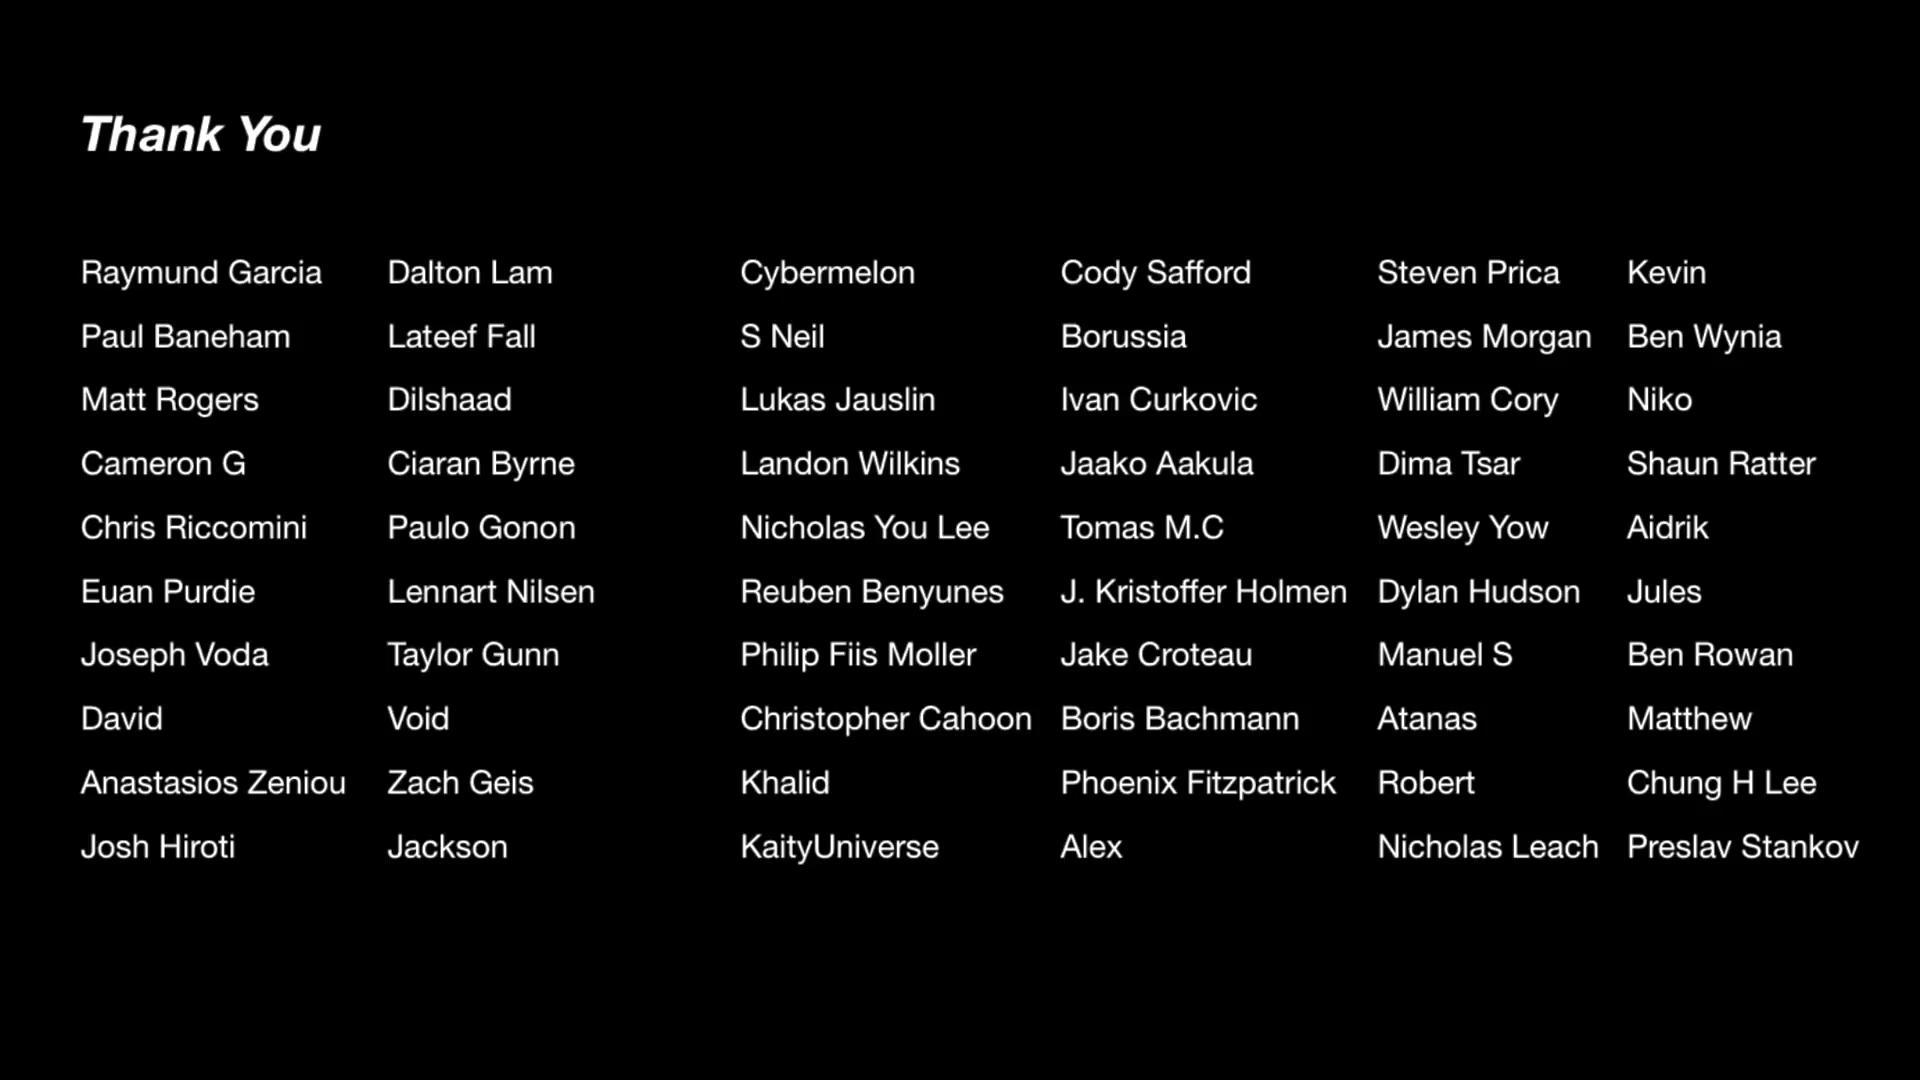 Thank You
Raymund Garcia
Paul Baneham
Matt Rogers
Cameron G
Chris Riccomini
Euan Purdie
Joseph Voda
David
Anastasios Zeniou
Josh Hiroti
Dalton Lam
Lateef Fall
Dilshaad
Ciaran Byrne
Paulo Gonon
Lennart Nilsen
Taylor Gunn
Void
Zach Geis
Jackson
Cybermelon
S Neil
Lukas Jauslin
Landon Wilkins
Nicholas You Lee
Reuben Benyunes
Philip Fiis Moller
Christopher Cahoon
Khalid
KaityUniverse
Cody Safford
Borussia
Ivan Curkovic
Jaako Aakula
Tomas M.C
J. Kristoffer Holmen
Jake Croteau
Boris Bachmann
Phoenix Fitzpatrick
Alex
Steven Prica
James Morgan
William Cory
Dima Tsar
Wesley Yow
Dylan Hudson
Manuel S
Atanas
Robert
Nicholas Leach
Kevin
Ben Wynia
Niko
Shaun Ratter
Aidrik
Jules
Ben Rowan
Matthew
Chung H Lee
Preslav Stankov